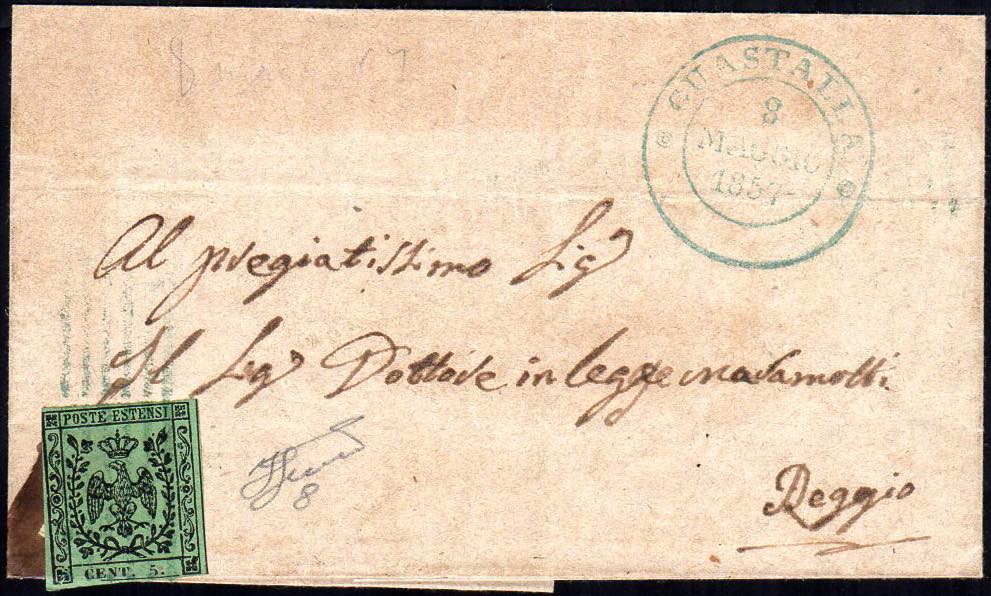 GUASTALLA
8
MAGGIO
1857
Al pregiatissimo Sig
Il Sig Dottore in legge
Reggio
POSTE ESTENSI
CENT. 5.
8